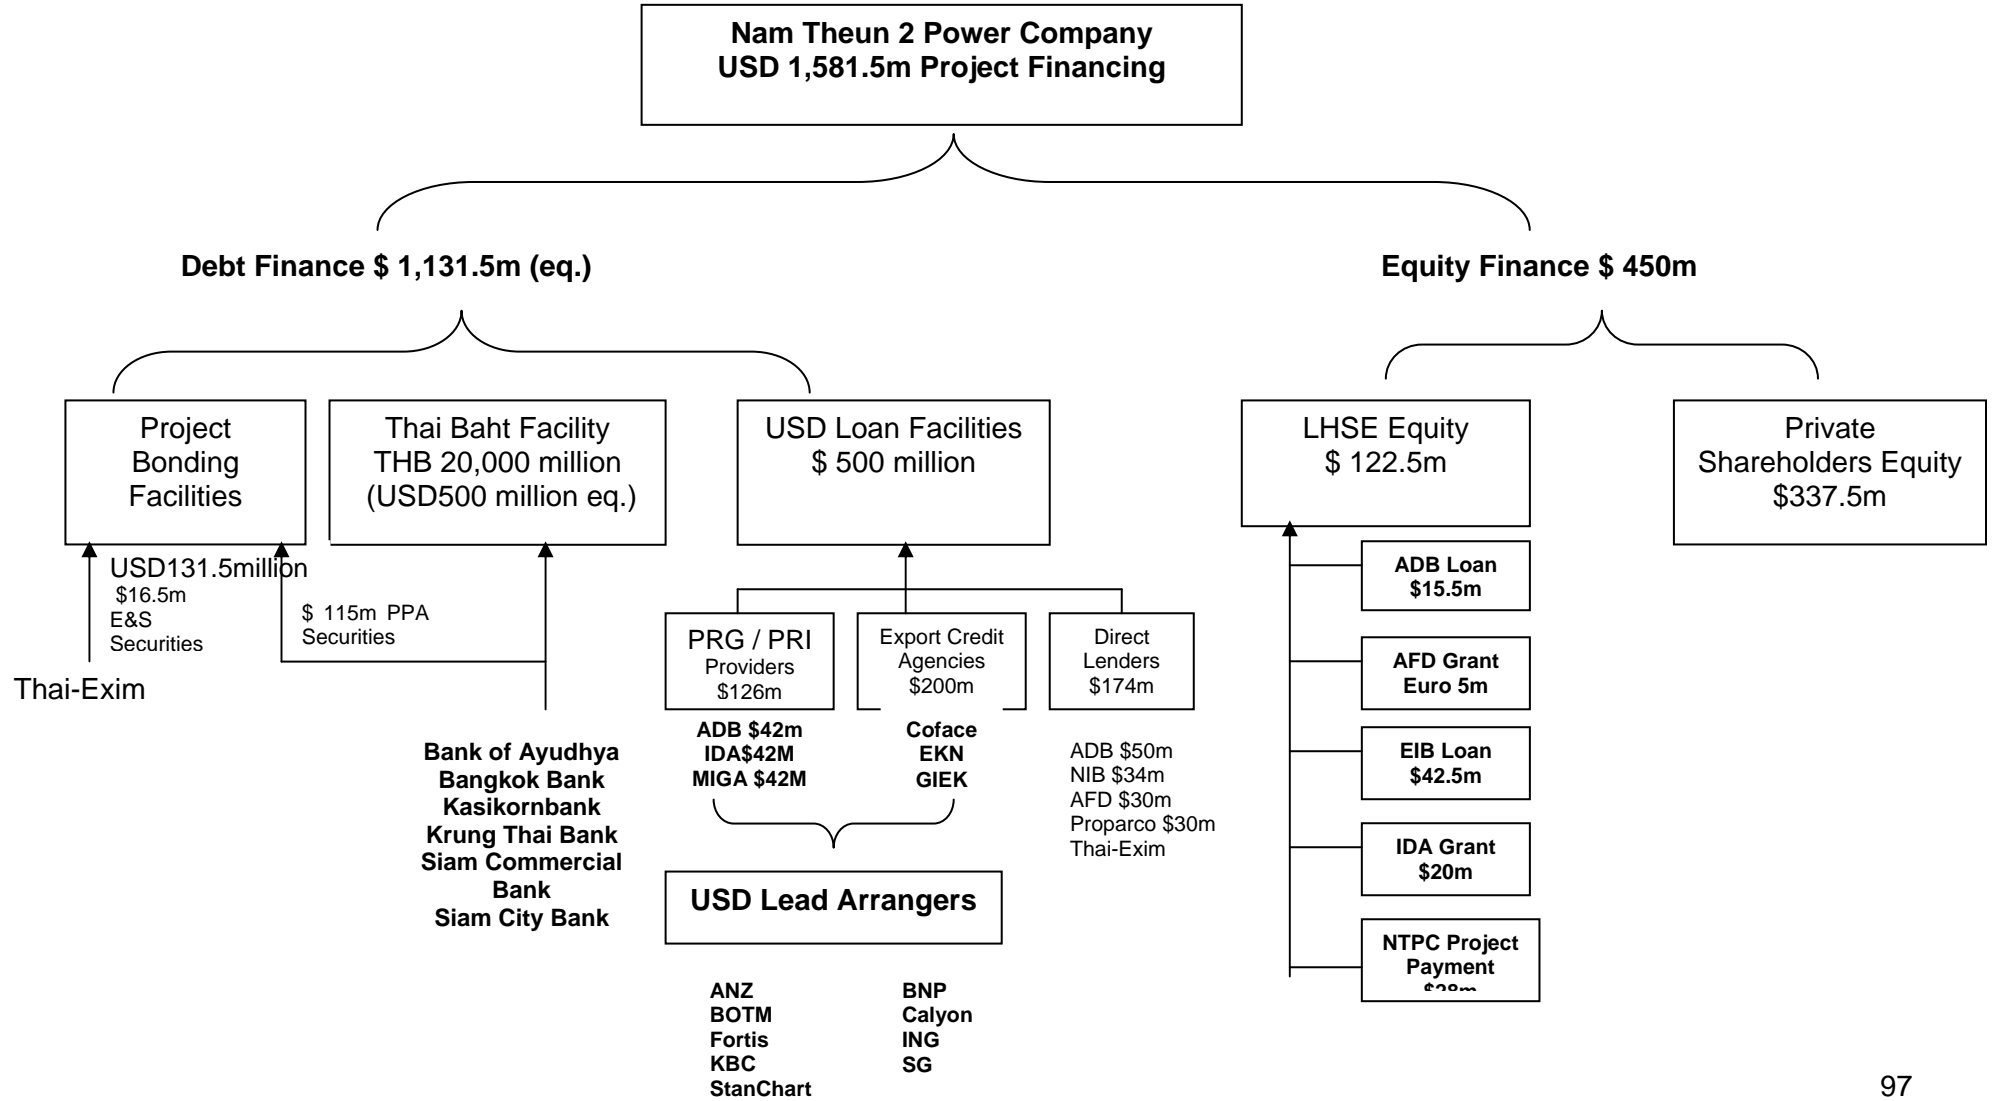 Nam Theun 2 Power Company
USD 1,581.5m Project Financing
Debt Finance $ 1,131.5m (eq.)
Equity Finance $ 450m
Project
Bonding
Facilities
Thai Baht Facility
THB 20,000 million
(USD500 million eq.)
USD Loan Facilities
$ 500 million
LHSE Equity
$ 122.5m
Private
Shareholders Equity
$337.5m
USD131.5million
$16.5m
E&S
Securities
$ 115m PPA
Securities
Thai-Exim
Bank of Ayudhya
Bangkok Bank
Kasikornbank
Krung Thai Bank
Siam Commercial
Bank
Siam City Bank
PRG / PRI
Providers
$126m
Export Credit
Agencies
$200m
Direct
Lenders
$174m
ADB $42m
IDA$42M
MIGA $42M
Coface
EKN
GIEK
ADB $50m
NIB $34m
AFD $30m
Proparco $30m
Thai-Exim
USD Lead Arrangers
ANZ
BOTM
Fortis
KBC
StanChart
BNP
Calyon
ING
SG
ADB Loan
$15.5m
AFD Grant
Euro 5m
EIB Loan
$42.5m
IDA Grant
$20m
NTPC Project
Payment
97